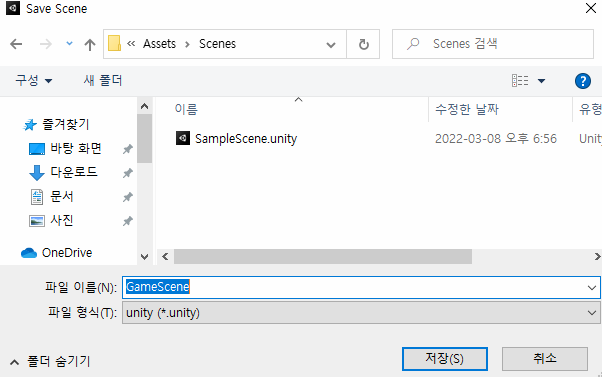 Save Scene
« Assets > Scenes
Scenes 검색
구성 새 폴더
이름 수정한 날짜 유형
즐겨찾기
SampleScene.unity 2022-03-08 오후 6:56 Unity
바탕 화면
다운로드
문서
사진
OneDrive
파일 이름(N): GameScene
파일 형식(T): unity (*.unity)
폴더 숨기기 저장(S) 취소